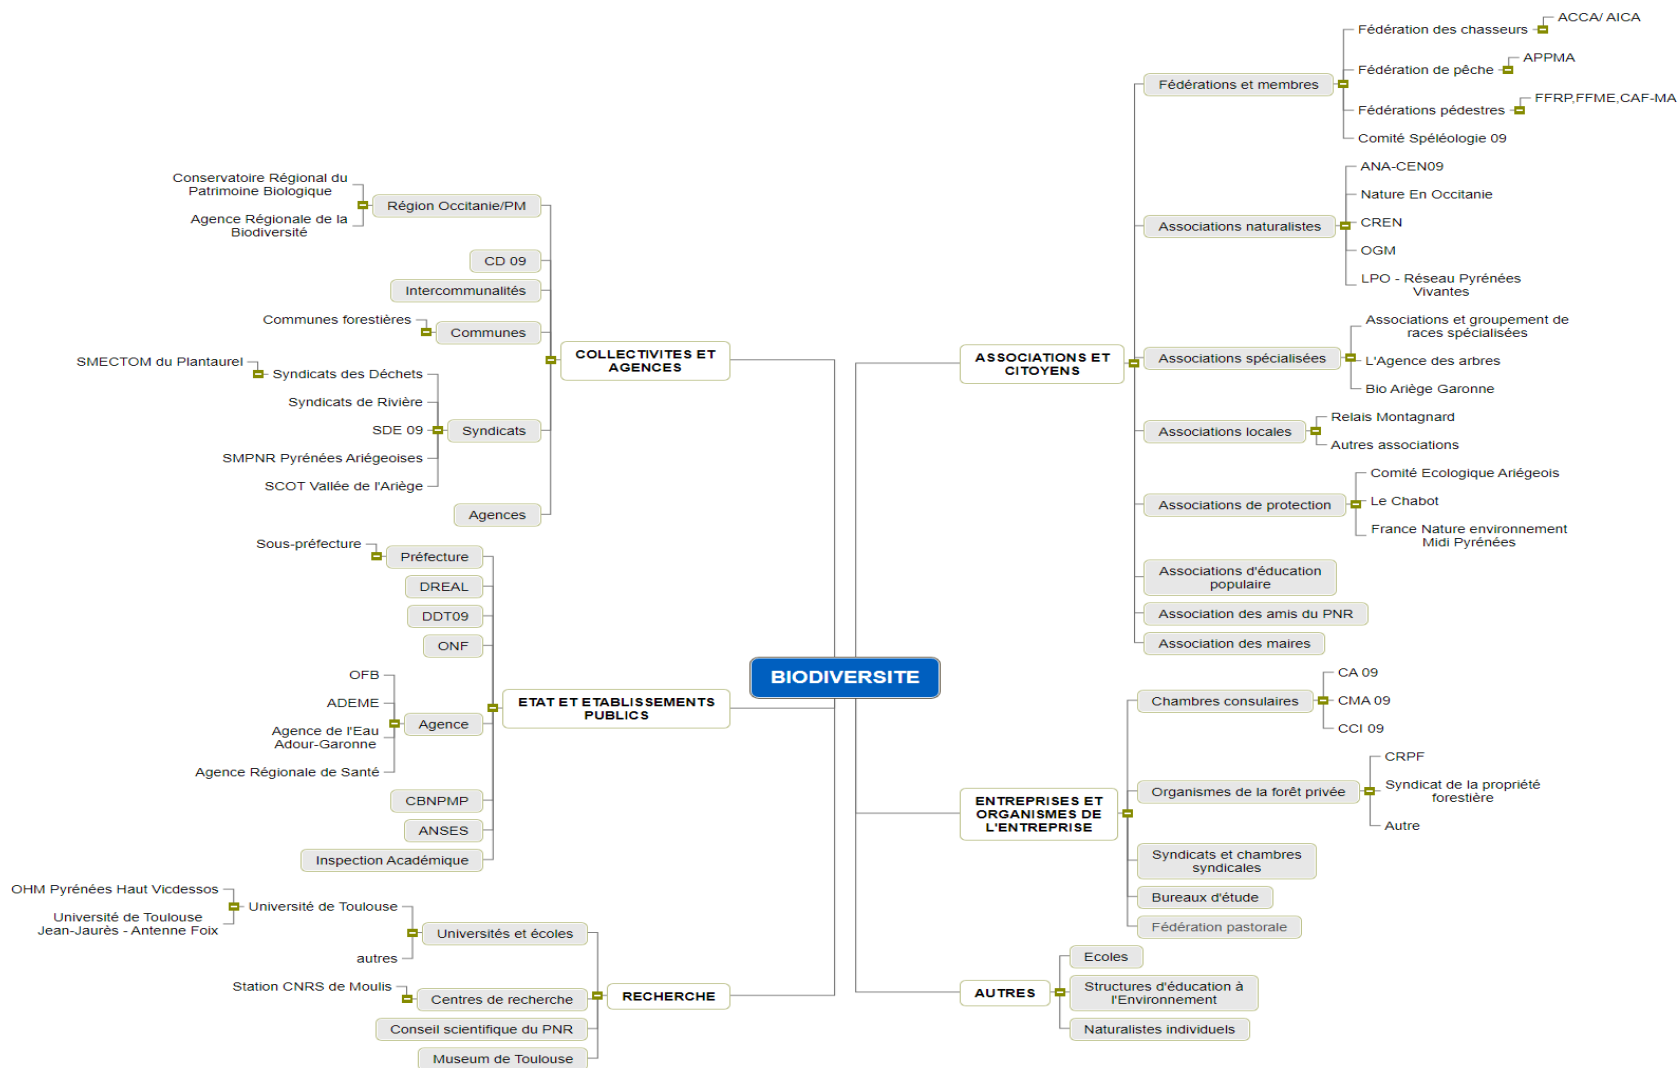 BIODIVERSITE
COLLECTIVITES ET
AGENCES
Région Occitanie/PM
Conservatoire Régional du
Patrimoine Biologique
Agence Régionale de la
Biodiversité
CD 09
Intercommunalités
Communes
Communes forestières
Syndicats
Syndicats des Déchets
SMECTOM du Plantaurel
Syndicats de Rivière
SDE 09
SMPNR Pyrénées Ariégeoises
SCOT Vallée de l'Ariège
Agences
ETAT ET ETABLISSEMENTS
PUBLICS
Préfecture
Sous-préfecture
DREAL
DDT09
ONF
Agence
OFB
ADEME
Agence de l'Eau
Adour-Garonne
Agence Régionale de Santé
CBNPMP
ANSES
Inspection Académique
RECHERCHE
Universités et écoles
Université de Toulouse
OHM Pyrénées Haut Vicdessos
Université de Toulouse
Jean-Jaurès - Antenne Foix
autres
Centres de recherche
Station CNRS de Moulis
Conseil scientifique du PNR
Museum de Toulouse
ASSOCIATIONS ET
CITOYENS
Fédérations et membres
Fédération des chasseurs
ACCA/ AICA
Fédération de pêche
APPMA
Fédérations pédestres
FFRP,FFME,CAF-MA
Comité Spéléologie 09
Associations naturalistes
ANA-CEN09
Nature En Occitanie
CREN
OGM
LPO - Réseau Pyrénées
Vivantes
Associations spécialisées
Associations et groupement de
races spécialisées
L'Agence des arbres
Bio Ariège Garonne
Associations locales
Relais Montagnard
Autres associations
Associations de protection
Comité Ecologique Ariégeois
Le Chabot
France Nature environnement
Midi Pyrénées
Associations d'éducation
populaire
Association des amis du PNR
Association des maires
ENTREPRISES ET
ORGANISMES DE
L'ENTREPRISE
Chambres consulaires
CA 09
CMA 09
CCI 09
Organismes de la forêt privée
CRPF
Syndicat de la propriété
forestière
Autre
Syndicats et chambres
syndicales
Bureaux d'étude
Fédération pastorale
AUTRES
Ecoles
Structures d'éducation à
l'Environnement
Naturalistes individuels